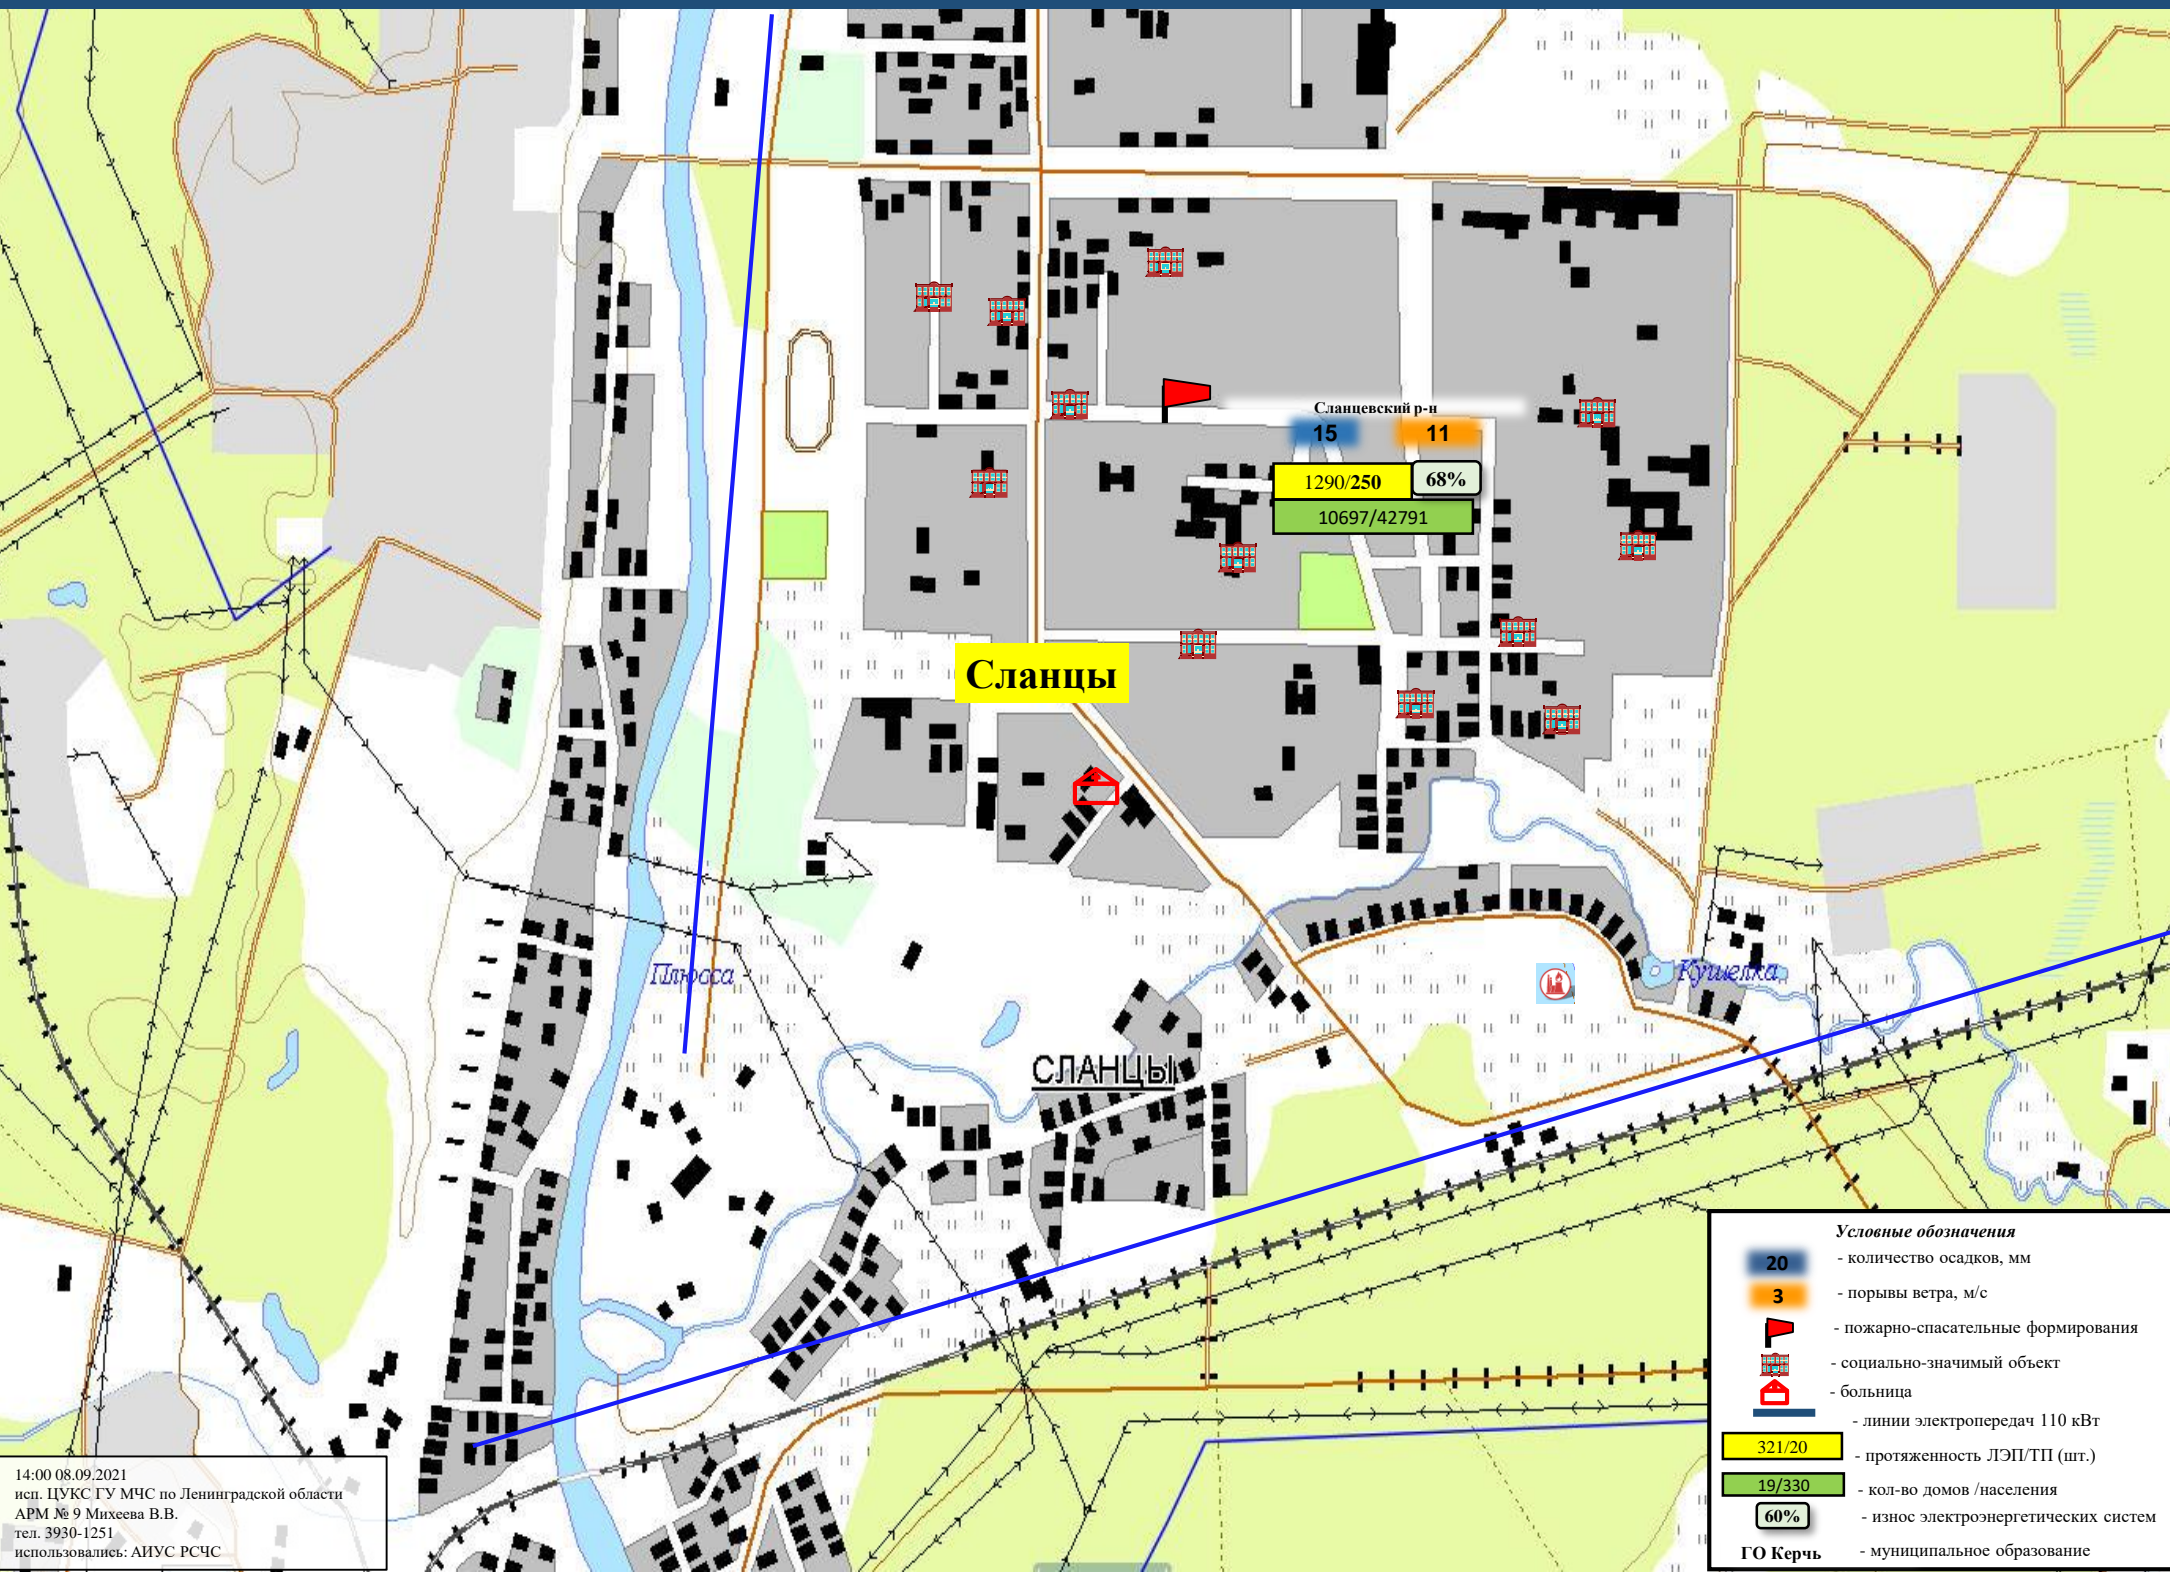 Сланцевский р-н
15 11
1290/250 68%
10697/42791
Сланцы
Плюсса
Кушелка
СЛАНЦЫ
Условные обозначения
20 - количество осадков, мм
3 - порывы ветра, м/с
- пожарно-спасательные формирования
- социально-значимый объект
- больница
- линии электропередач 110 кВт
321/20 - протяженность ЛЭП/ТП (шт.)
19/330 - кол-во домов /населения
60% - износ электроэнергетических систем
ГО Керчь - муниципальное образование
14:00 08.09.2021
исп. ЦУКС ГУ МЧС по Ленинградской области
АРМ № 9 Михеева В.В.
тел. 3930-1251
использовались: АИУС РСЧС